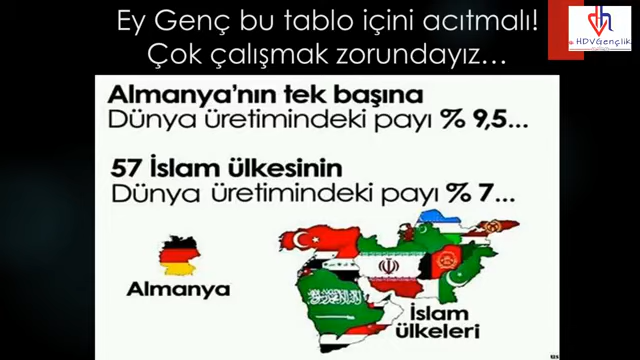 Ey Genç bu tablo içini acıtmalı!
Çok çalışmak zorundayız...
HDVGençlik
Almanya'nın tek başına
Dünya üretimindeki payı % 9,5...
57 İslam ülkesinin
Dünya üretimindeki payı % 7...
Almanya
İslam
ülkeleri